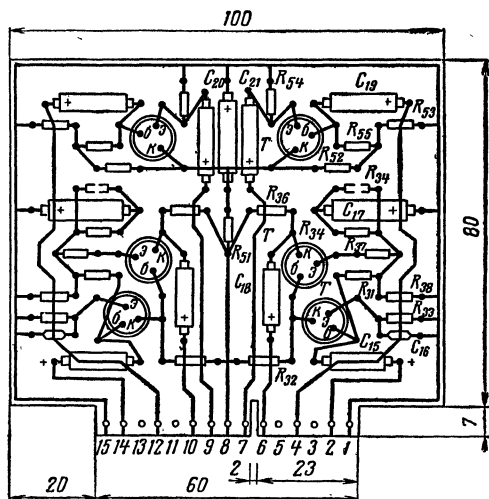 100
C20 C21 R54 C19
R53
+ + э б к + э б к T R55 +
R52
80
R34
R36
+ C17 +
э к б R51 T R34 R37
C18 к э б
э б к T R31 R38
R33
к э б C15 C16
+ R32 +
7
15 14 13 12 11 10 9 8 7 6 5 4 3 2 1
2 23
20 60